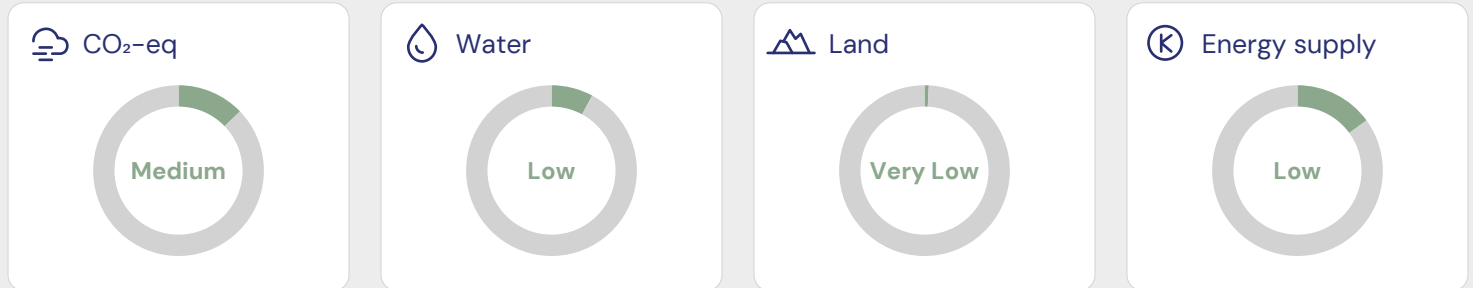 CO₂-eq
Medium
Water
Low
Land
Very Low
Energy supply
Low